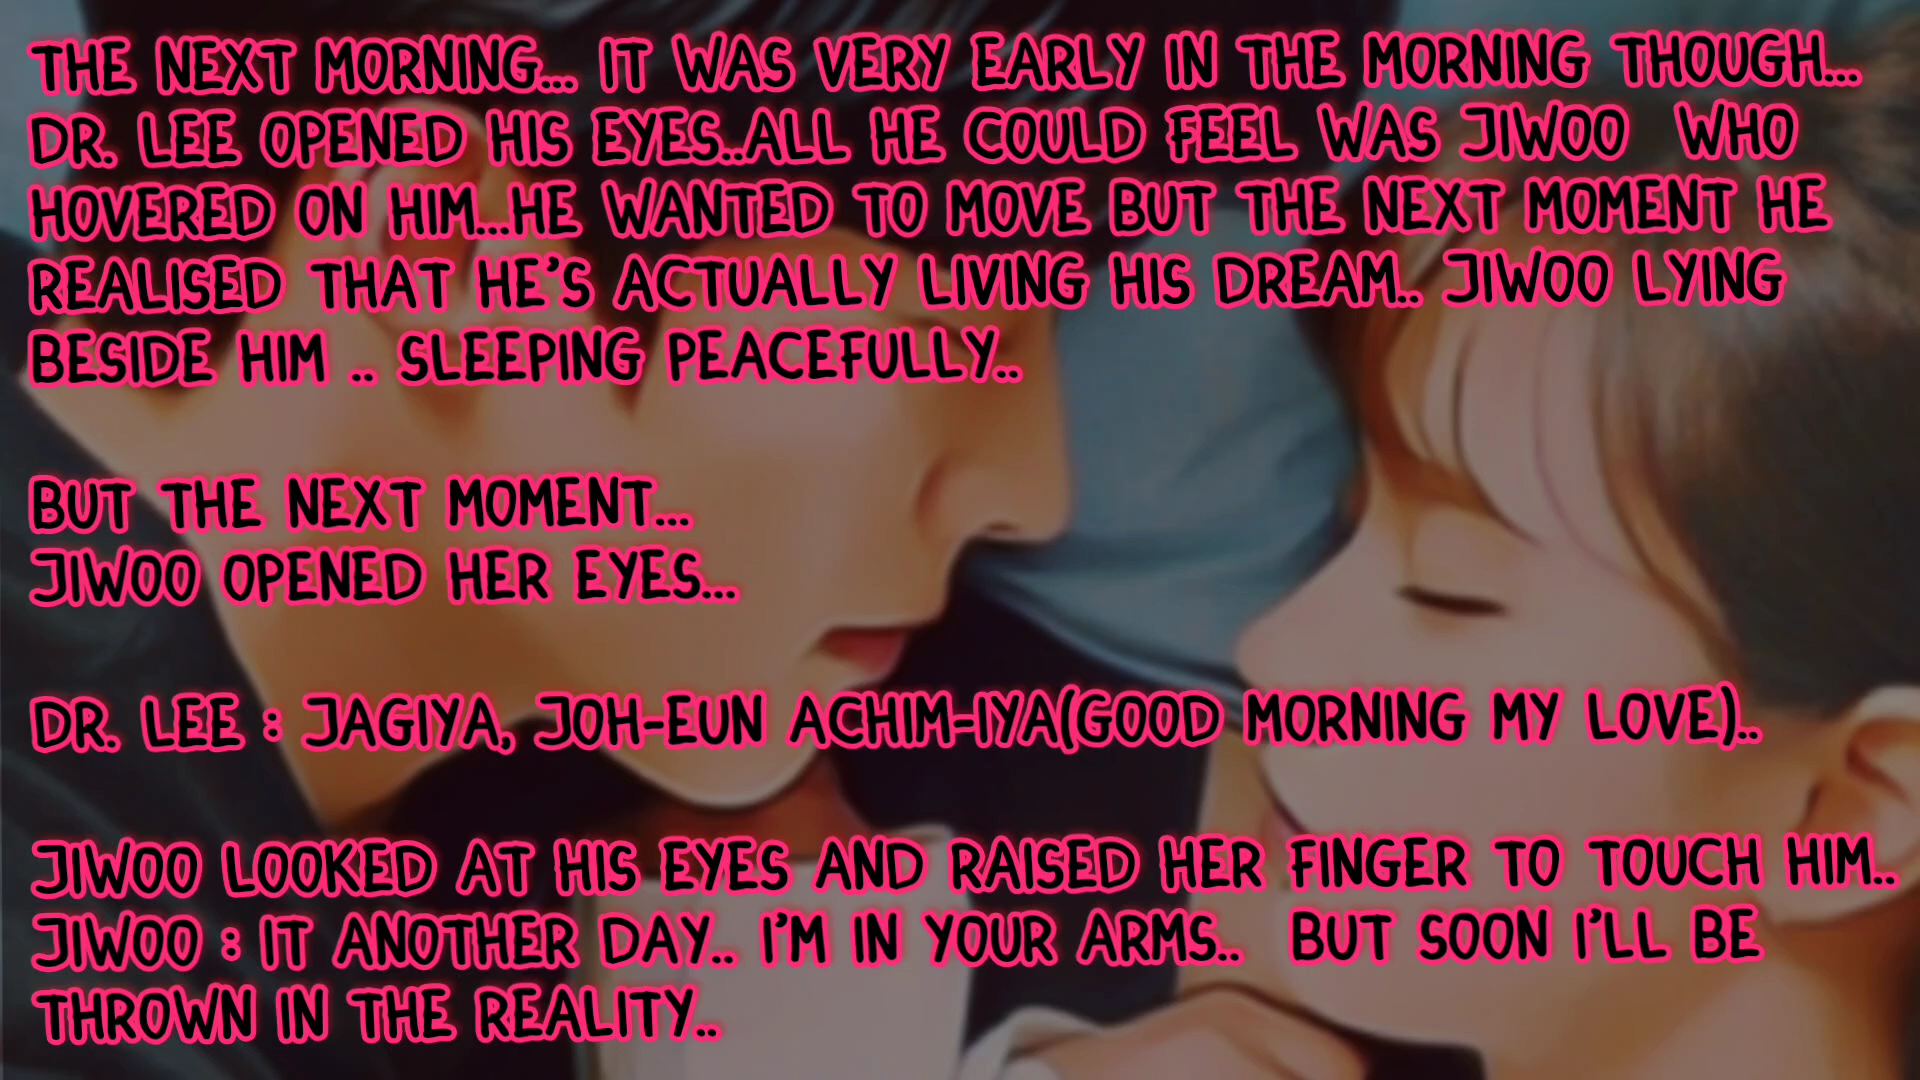 THE NEXT MORNING... IT WAS VERY EARLY IN THE MORNING THOUGH...
DR. LEE OPENED HIS EYES..ALL HE COULD FEEL WAS JIWOO WHO
HOVERED ON HIM...HE WANTED TO MOVE BUT THE NEXT MOMENT HE
REALISED THAT HE'S ACTUALLY LIVING HIS DREAM.. JIWOO LYING
BESIDE HIM .. SLEEPING PEACEFULLY..
BUT THE NEXT MOMENT...
JIWOO OPENED HER EYES...
DR. LEE : JAGIYA, JOH-EUN ACHIM-IYA(GOOD MORNING MY LOVE)..
JIWOO LOOKED AT HIS EYES AND RAISED HER FINGER TO TOUCH HIM..
JIWOO : IT ANOTHER DAY.. I'M IN YOUR ARMS.. BUT SOON I'LL BE
THROWN IN THE REALITY..